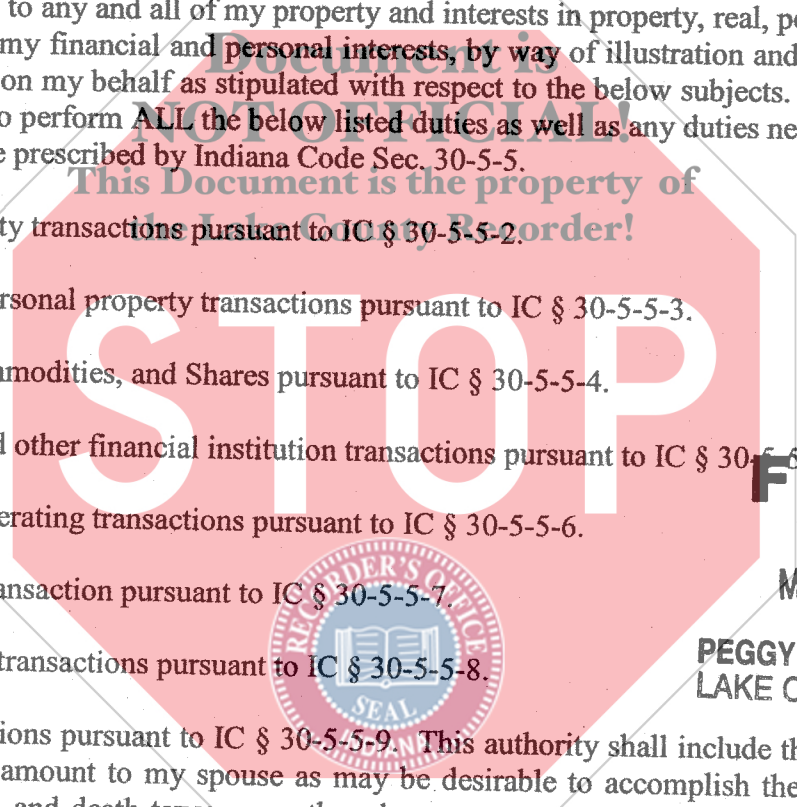 to any and all of my property and interests in property, real,
my financial and personal interests, by way of illustration and
Document is
on my behalf as stipulated with respect to the below subjects.
NOT OFFICIAL!
to perform ALL the below listed duties as well as any duties
prescribed by Indiana Code Sec. 30-5-5.
This Document is the property of
the Lake County Recorder!
ty transactions pursuant to IC § 30-5-5-2.
rsonal property transactions pursuant to IC § 30-5-5-3.
STOP
mmodities, and Shares pursuant to IC § 30-5-5-4.
d other financial institution transactions pursuant to IC § 30-5-5
F
erating transactions pursuant to IC § 30-5-5-6.
RECORDER'S OFFICE
ansaction pursuant to IC § 30-5-5-7.
M
PEGGY
transactions pursuant to IC § 30-5-5-8.
LAKE C
SEAL
INDIANA
ions pursuant to IC § 30-5-5-9. This authority shall include
amount to my spouse as may be desirable to accomplish the